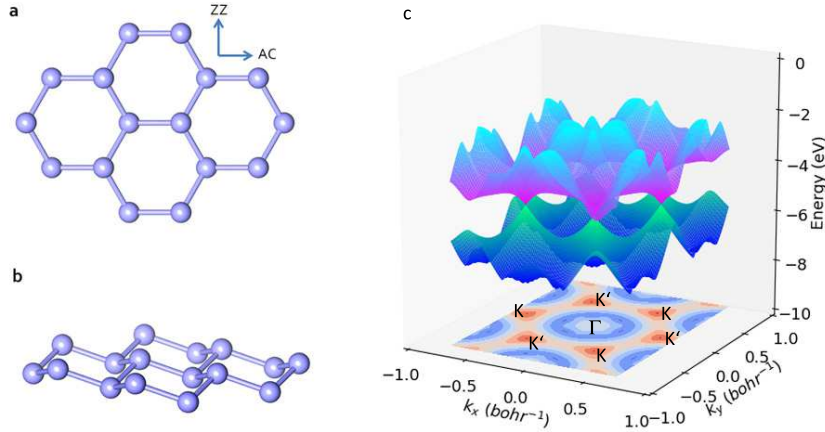 a
ZZ
AC
b
c
0
−2
−4
−6
−8
−10
Energy (eV)
K
K‘
K
Γ
K‘
K
K‘
−1.0
−0.5
0.0
0.5
1.0
kₓ (bohr⁻¹)
−1.0
−0.5
0.0
0.5
1.0
k_y (bohr⁻¹)